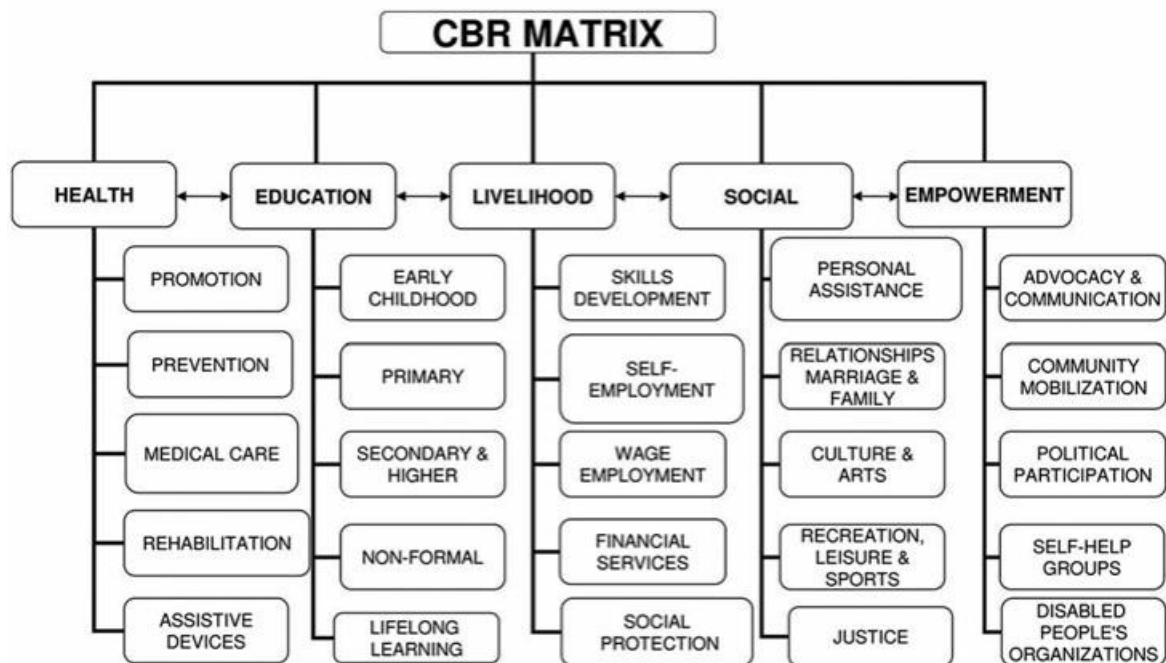 CBR MATRIX
HEALTH
EDUCATION
LIVELIHOOD
SOCIAL
EMPOWERMENT
PROMOTION
PREVENTION
MEDICAL CARE
REHABILITATION
ASSISTIVE
DEVICES
EARLY
CHILDHOOD
PRIMARY
SECONDARY &
HIGHER
NON-FORMAL
LIFELONG
LEARNING
SKILLS
DEVELOPMENT
SELF-
EMPLOYMENT
WAGE
EMPLOYMENT
FINANCIAL
SERVICES
SOCIAL
PROTECTION
PERSONAL
ASSISTANCE
RELATIONSHIPS
MARRIAGE &
FAMILY
CULTURE &
ARTS
RECREATION,
LEISURE &
SPORTS
JUSTICE
ADVOCACY &
COMMUNICATION
COMMUNITY
MOBILIZATION
POLITICAL
PARTICIPATION
SELF-HELP
GROUPS
DISABLED
PEOPLE'S
ORGANIZATIONS